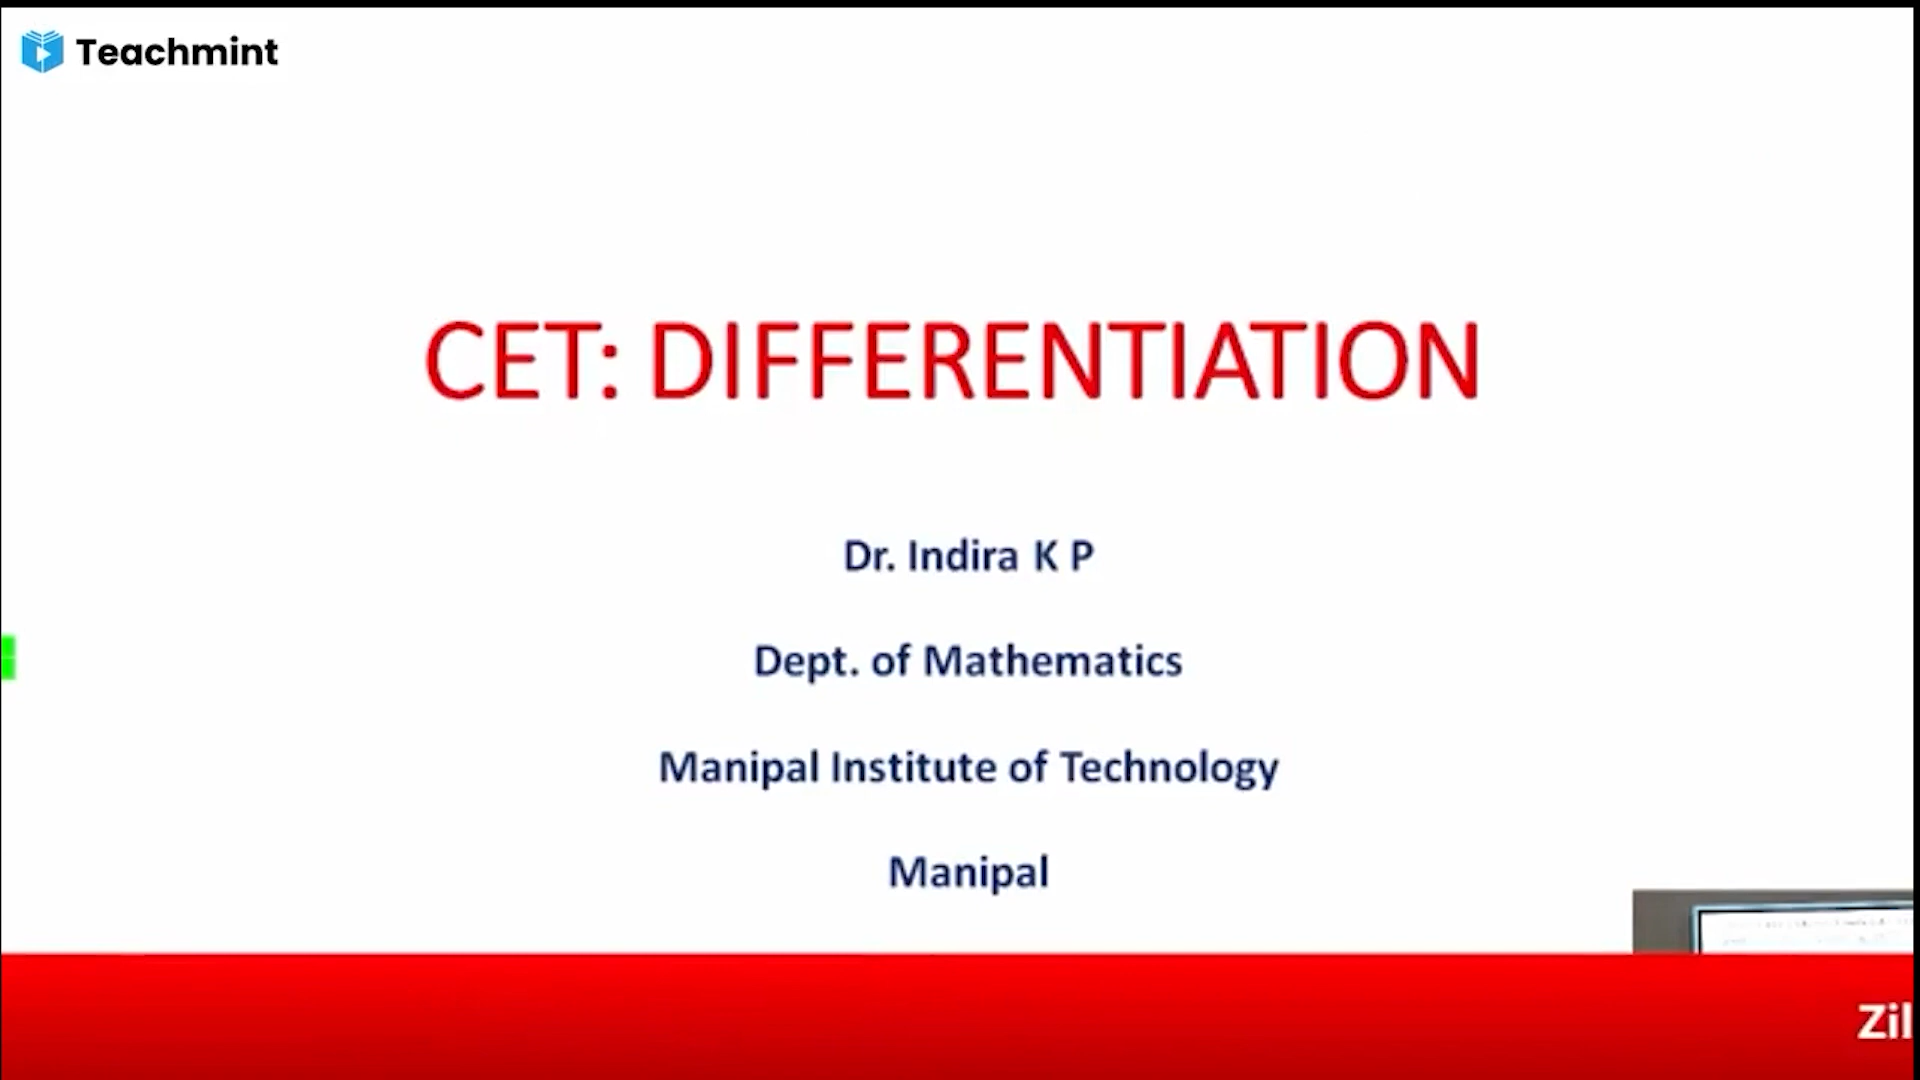 Teachmint
CET: DIFFERENTIATION
Dr. Indira K P
Dept. of Mathematics
Manipal Institute of Technology
Manipal
Zil